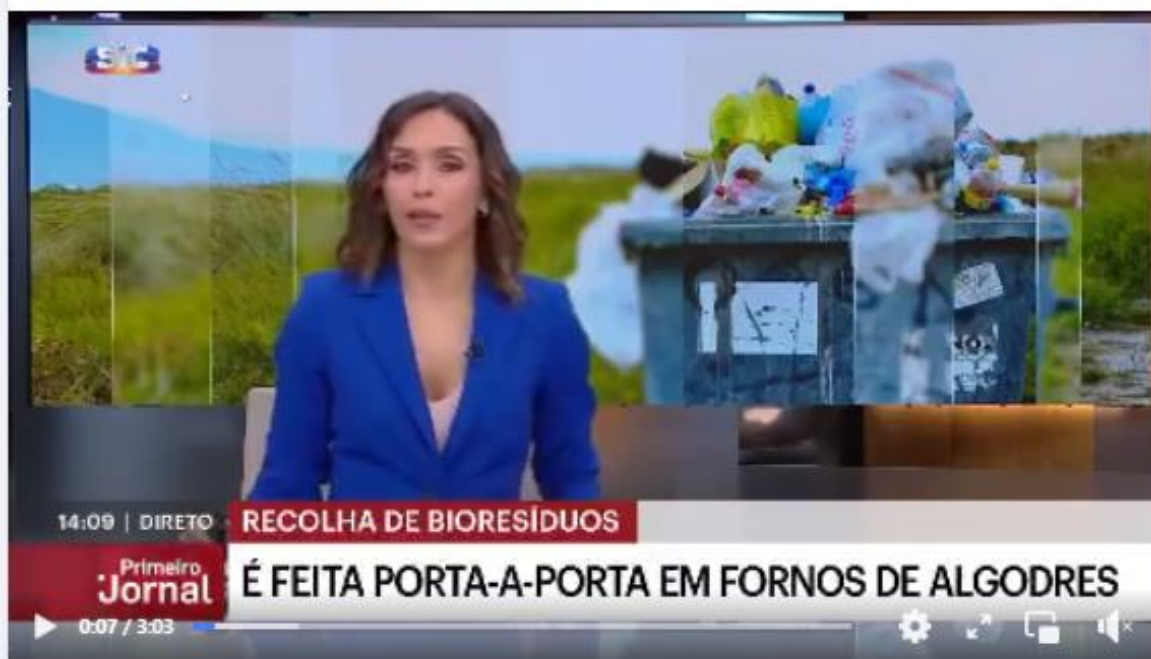 SIC
14:09 | DIRETO
RECOLHA DE BIORESÍDUOS
Primeiro
Jornal
É FEITA PORTA-A-PORTA EM FORNOS DE ALGODRES
0:07 / 3:03